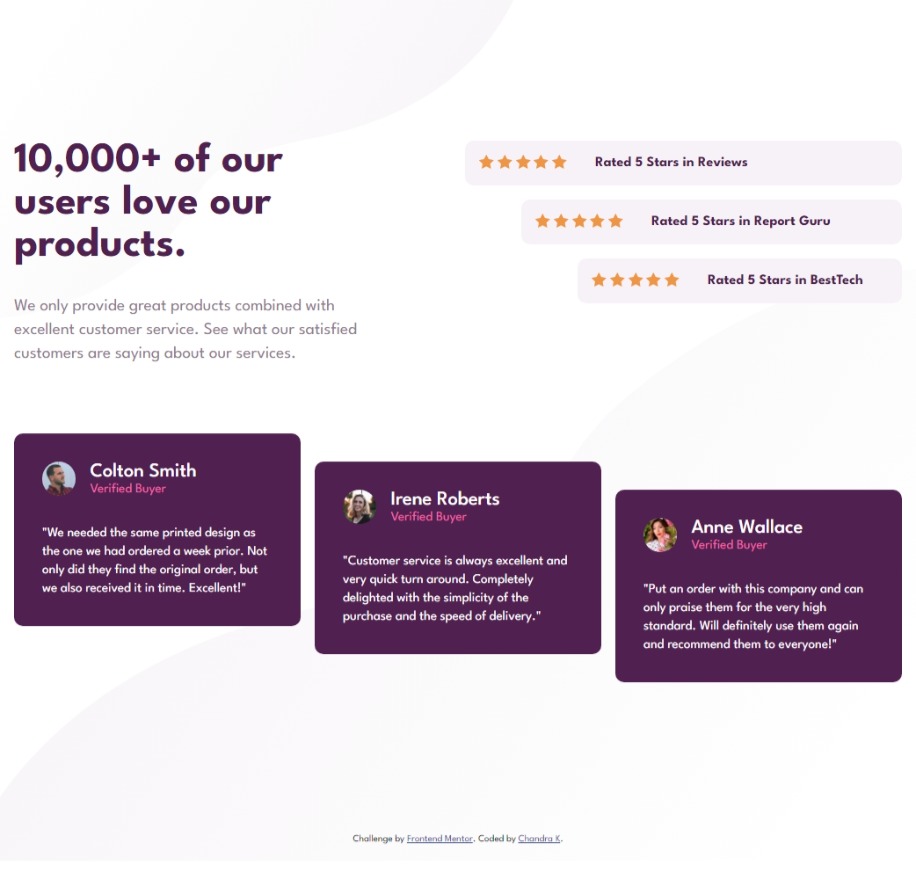 10,000+ of our
users love our
products.
We only provide great products combined with
excellent customer service. See what our satisfied
customers are saying about our services.
Rated 5 Stars in Reviews
Rated 5 Stars in Report Guru
Rated 5 Stars in BestTech
Colton Smith
Verified Buyer
"We needed the same printed design as
the one we had ordered a week prior. Not
only did they find the original order, but
we also received it in time. Excellent!"
Irene Roberts
Verified Buyer
"Customer service is always excellent and
very quick turn around. Completely
delighted with the simplicity of the
purchase and the speed of delivery."
Anne Wallace
Verified Buyer
"Put an order with this company and can
only praise them for the very high
standard. Will definitely use them again
and recommend them to everyone!"
Challenge by Frontend Mentor. Coded by Chandra K.